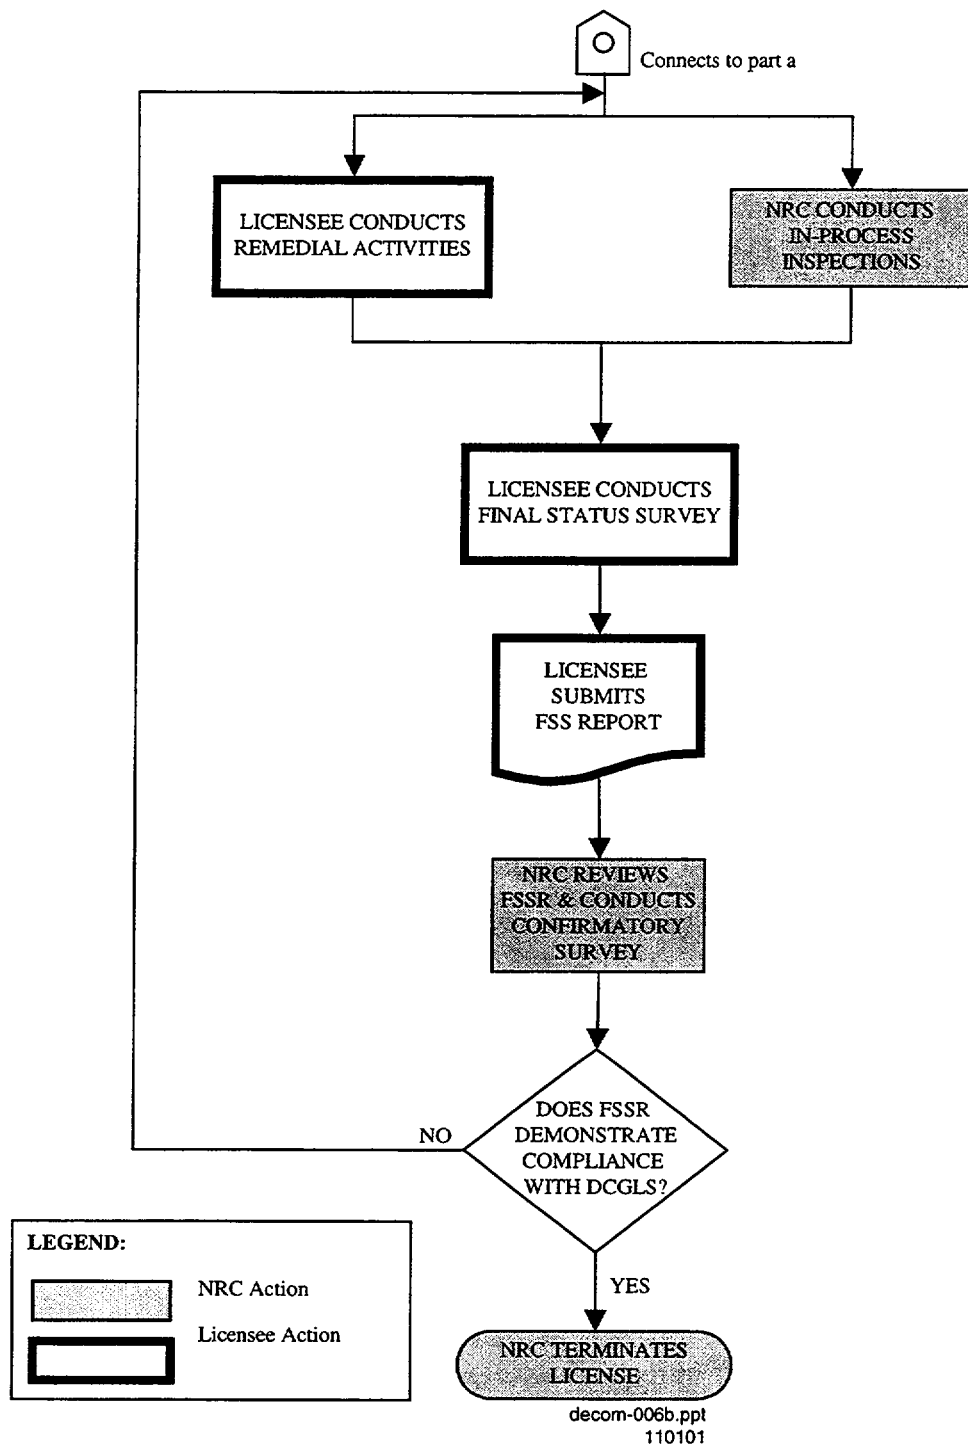 Connects to part a
LICENSEE CONDUCTS
REMEDIAL ACTIVITIES
NRC CONDUCTS
IN-PROCESS
INSPECTIONS
LICENSEE CONDUCTS
FINAL STATUS SURVEY
LICENSEE
SUBMITS
FSS REPORT
NRC REVIEWS
FSSR & CONDUCTS
CONFIRMATORY
SURVEY
DOES FSSR
DEMONSTRATE
COMPLIANCE
WITH DCGLS?
NO
YES
NRC TERMINATES
LICENSE
LEGEND:
NRC Action
Licensee Action
decom-006b.ppt
110101